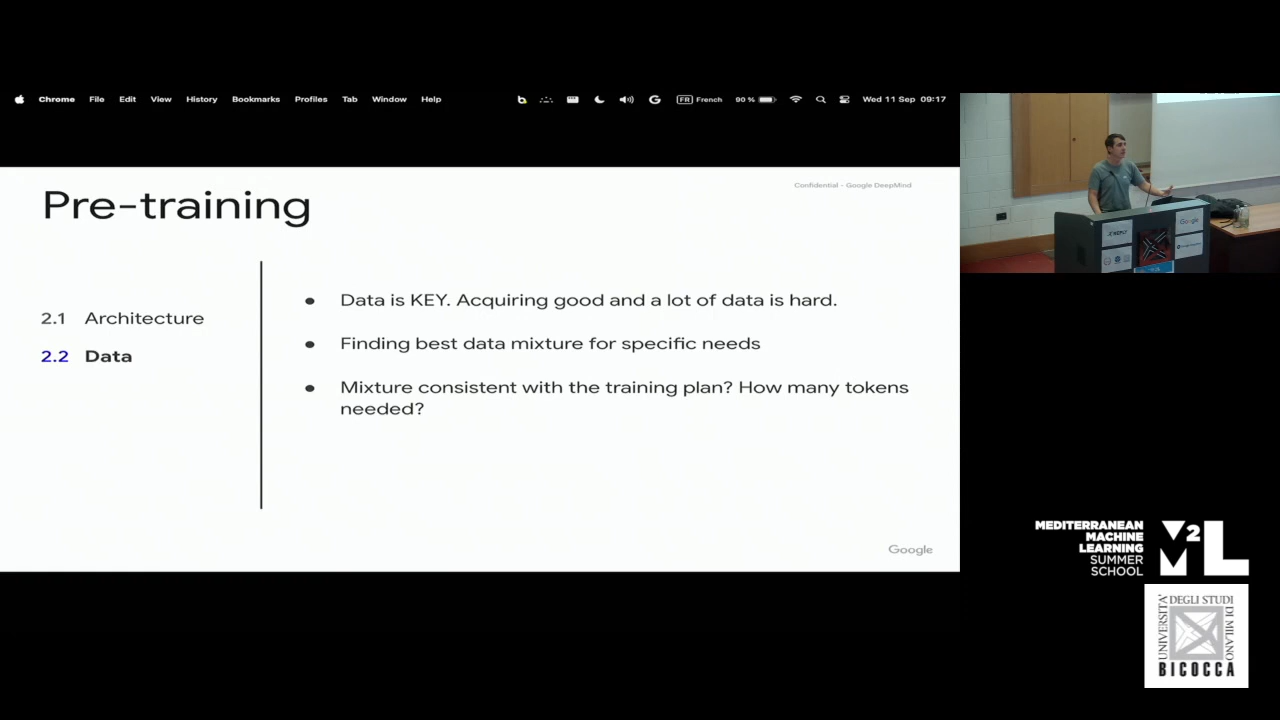 Chrome File Edit View History Bookmarks Profiles Tab Window Help
FR French 90 % Wed 11 Sep 09:17
Confidential - Google DeepMind
Pre-training
2.1 Architecture
2.2 Data
● Data is KEY. Acquiring good and a lot of data is hard.
● Finding best data mixture for specific needs
● Mixture consistent with the training plan? How many tokens
needed?
Google
Google
MEDITERRANEAN
MACHINE
LEARNING
SUMMER
SCHOOL
M2L
UNIVERSITÀ
DEGLI STUDI
DI MILANO
BICOCCA